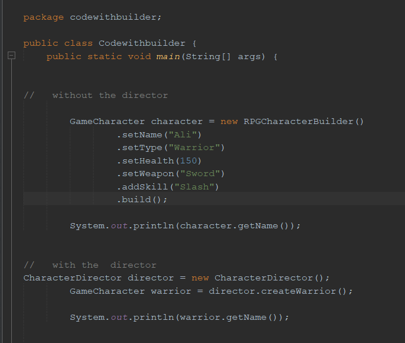 package codewithbuilder;
public class Codewithbuilder {
public static void main(String[] args) {
//   without the director
GameCharacter character = new RPGCharacterBuilder()
.setName("Ali")
.setType("Warrior")
.setHealth(150)
.setWeapon("Sword")
.addSkill("Slash")
.build();
System.out.println(character.getName());
//   with the  director
CharacterDirector director = new CharacterDirector();
GameCharacter warrior = director.createWarrior();
System.out.println(warrior.getName());